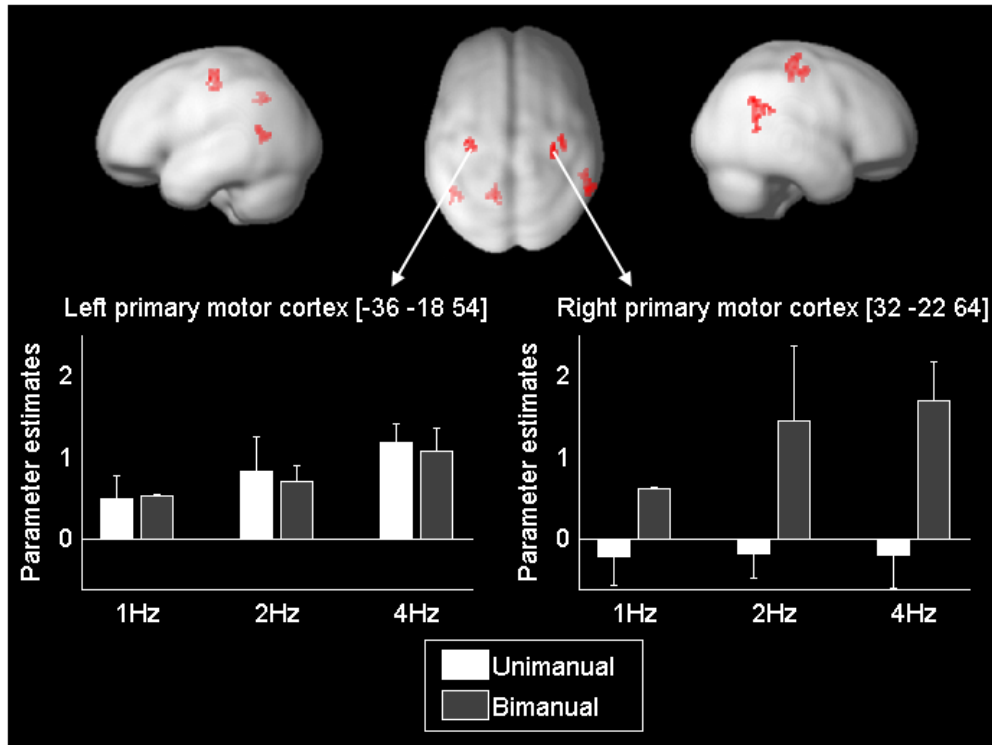 Left primary motor cortex [-36 -18 54]
Right primary motor cortex [32 -22 64]
Parameter estimates
2
1
0
1Hz 2Hz 4Hz
Parameter estimates
2
1
0
1Hz 2Hz 4Hz
Unimanual
Bimanual